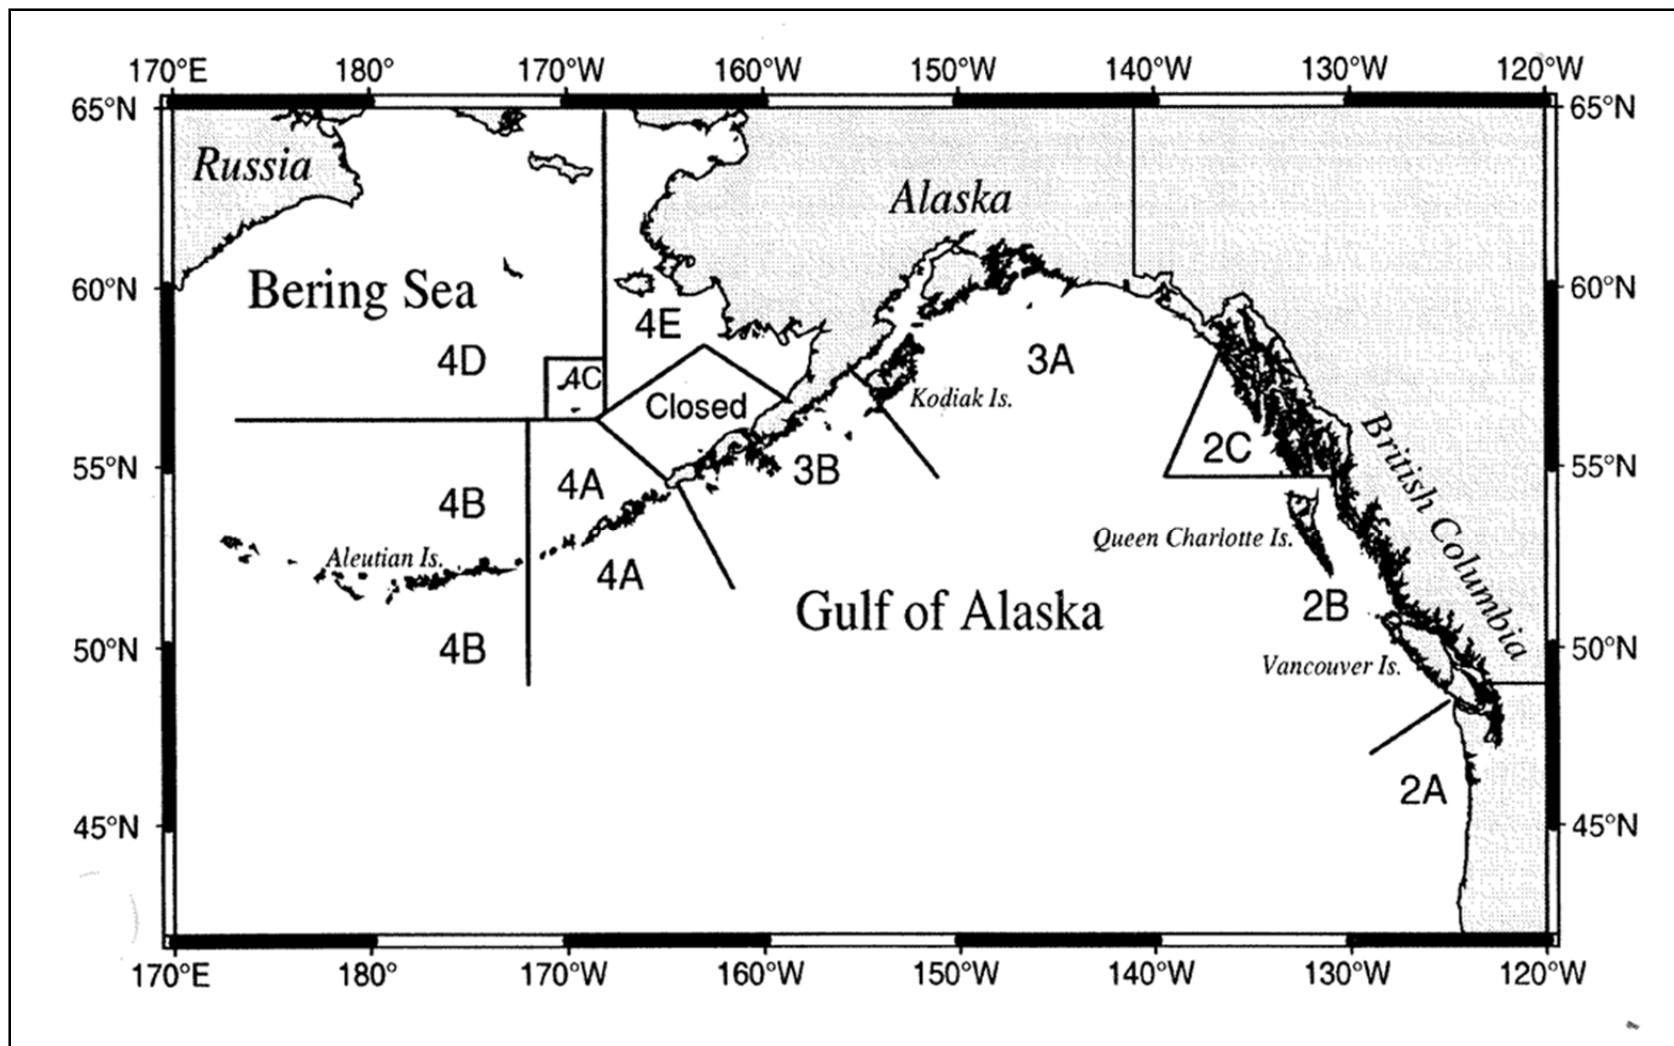 170°E 180° 170°W 160°W 150°W 140°W 130°W 120°W
65°N 65°N
Russia
Alaska
Bering Sea
60°N 60°N
4E
4D
4C
3A
Closed
Kodiak Is.
British Columbia
2C
55°N 55°N
3B
4A
4B
Queen Charlotte Is.
Aleutian Is.
4A
2B
Gulf of Alaska
50°N 50°N
4B
Vancouver Is.
2A
45°N 45°N
170°E 180° 170°W 160°W 150°W 140°W 130°W 120°W